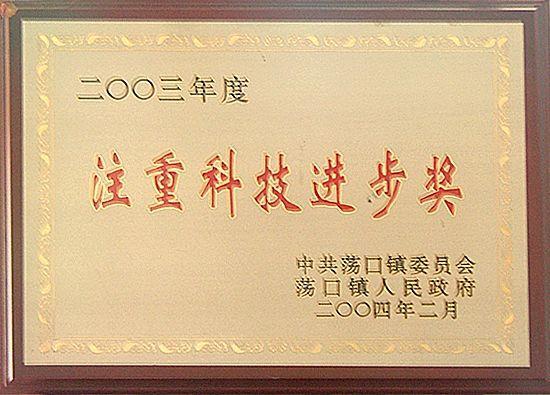 二〇〇三年度
注重科技进步奖
中共荡口镇委员会
荡口镇人民政府
二〇〇四年二月